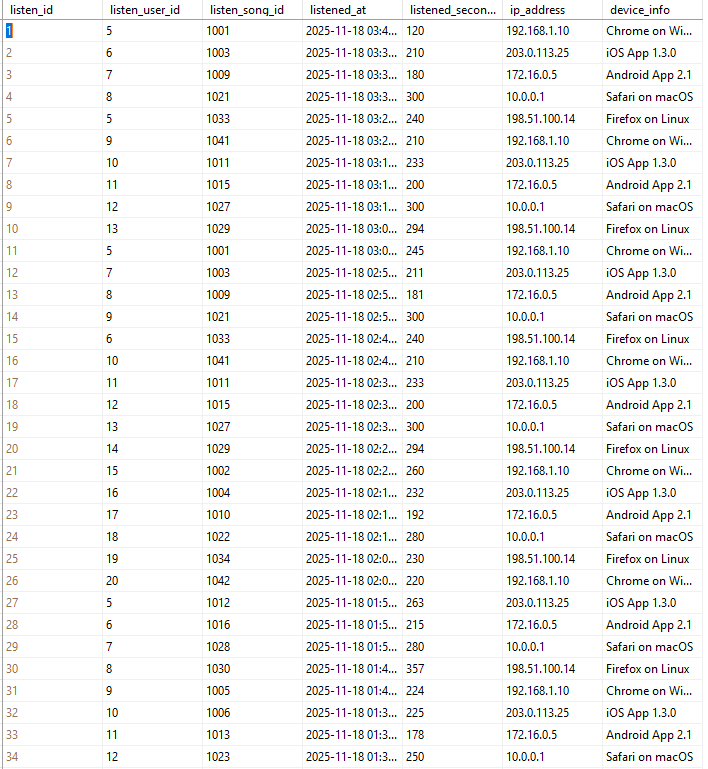 listen_id listen_user_id listen_song_id listened_at listened_secon... ip_address device_info
1 5 1001 2025-11-18 03:4... 120 192.168.1.10 Chrome on Wi...
2 6 1003 2025-11-18 03:3... 210 203.0.113.25 iOS App 1.3.0
3 7 1009 2025-11-18 03:3... 180 172.16.0.5 Android App 2.1
4 8 1021 2025-11-18 03:3... 300 10.0.0.1 Safari on macOS
5 5 1033 2025-11-18 03:2... 240 198.51.100.14 Firefox on Linux
6 9 1041 2025-11-18 03:2... 210 192.168.1.10 Chrome on Wi...
7 10 1011 2025-11-18 03:1... 233 203.0.113.25 iOS App 1.3.0
8 11 1015 2025-11-18 03:1... 200 172.16.0.5 Android App 2.1
9 12 1027 2025-11-18 03:1... 300 10.0.0.1 Safari on macOS
10 13 1029 2025-11-18 03:0... 294 198.51.100.14 Firefox on Linux
11 5 1001 2025-11-18 03:0... 245 192.168.1.10 Chrome on Wi...
12 7 1003 2025-11-18 02:5... 211 203.0.113.25 iOS App 1.3.0
13 8 1009 2025-11-18 02:5... 181 172.16.0.5 Android App 2.1
14 9 1021 2025-11-18 02:5... 300 10.0.0.1 Safari on macOS
15 6 1033 2025-11-18 02:4... 240 198.51.100.14 Firefox on Linux
16 10 1041 2025-11-18 02:4... 210 192.168.1.10 Chrome on Wi...
17 11 1011 2025-11-18 02:3... 233 203.0.113.25 iOS App 1.3.0
18 12 1015 2025-11-18 02:3... 200 172.16.0.5 Android App 2.1
19 13 1027 2025-11-18 02:3... 300 10.0.0.1 Safari on macOS
20 14 1029 2025-11-18 02:2... 294 198.51.100.14 Firefox on Linux
21 15 1002 2025-11-18 02:2... 260 192.168.1.10 Chrome on Wi...
22 16 1004 2025-11-18 02:1... 232 203.0.113.25 iOS App 1.3.0
23 17 1010 2025-11-18 02:1... 192 172.16.0.5 Android App 2.1
24 18 1022 2025-11-18 02:1... 280 10.0.0.1 Safari on macOS
25 19 1034 2025-11-18 02:0... 230 198.51.100.14 Firefox on Linux
26 20 1042 2025-11-18 02:0... 220 192.168.1.10 Chrome on Wi...
27 5 1012 2025-11-18 01:5... 263 203.0.113.25 iOS App 1.3.0
28 6 1016 2025-11-18 01:5... 215 172.16.0.5 Android App 2.1
29 7 1028 2025-11-18 01:5... 280 10.0.0.1 Safari on macOS
30 8 1030 2025-11-18 01:4... 357 198.51.100.14 Firefox on Linux
31 9 1005 2025-11-18 01:4... 224 192.168.1.10 Chrome on Wi...
32 10 1006 2025-11-18 01:3... 225 203.0.113.25 iOS App 1.3.0
33 11 1013 2025-11-18 01:3... 178 172.16.0.5 Android App 2.1
34 12 1023 2025-11-18 01:3... 250 10.0.0.1 Safari on macOS